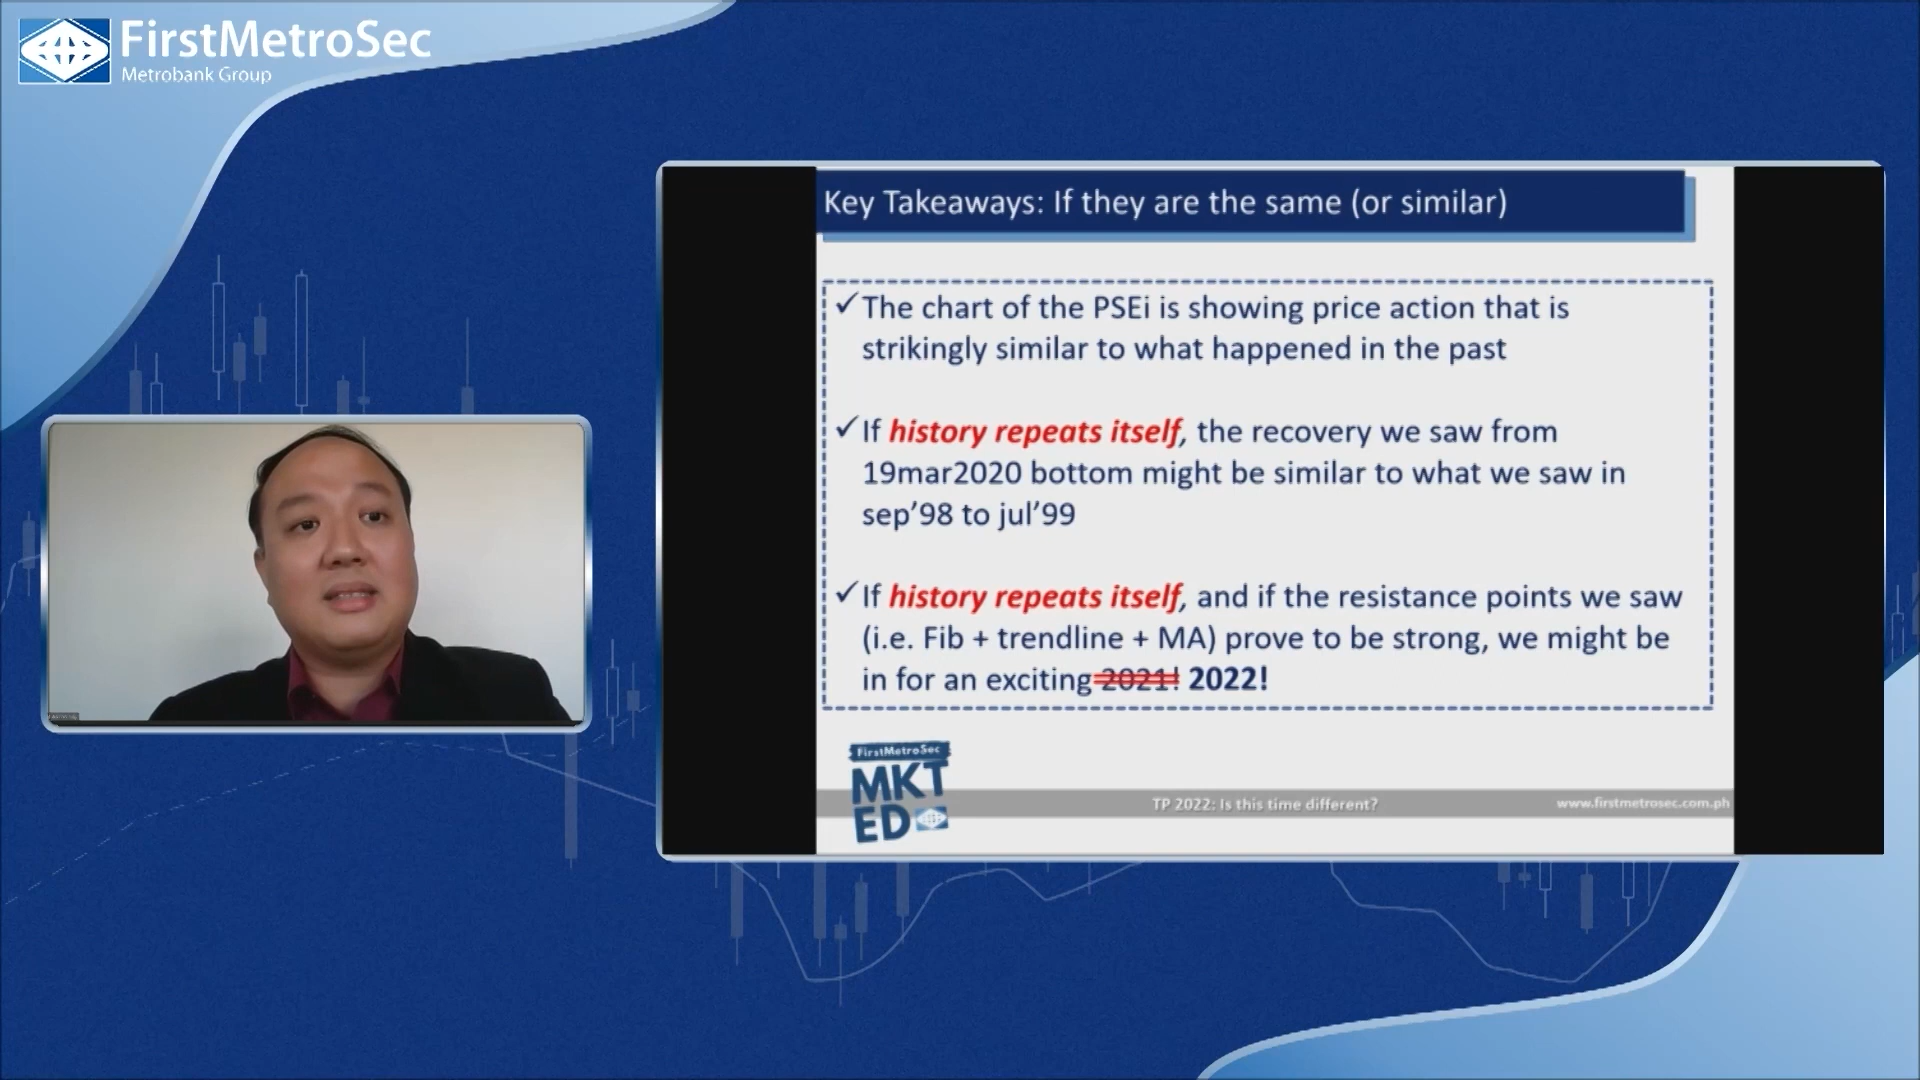 FirstMetroSec
Metrobank Group
Key Takeaways: If they are the same (or similar)
✓The chart of the PSEi is showing price action that is
strikingly similar to what happened in the past
✓If history repeats itself, the recovery we saw from
19mar2020 bottom might be similar to what we saw in
sep’98 to jul’99
✓If history repeats itself, and if the resistance points we saw
(i.e. Fib + trendline + MA) prove to be strong, we might be
in for an exciting 2021! 2022!
FirstMetroSec
MKT
ED
TP 2022: Is this time different?
www.firstmetrosec.com.ph